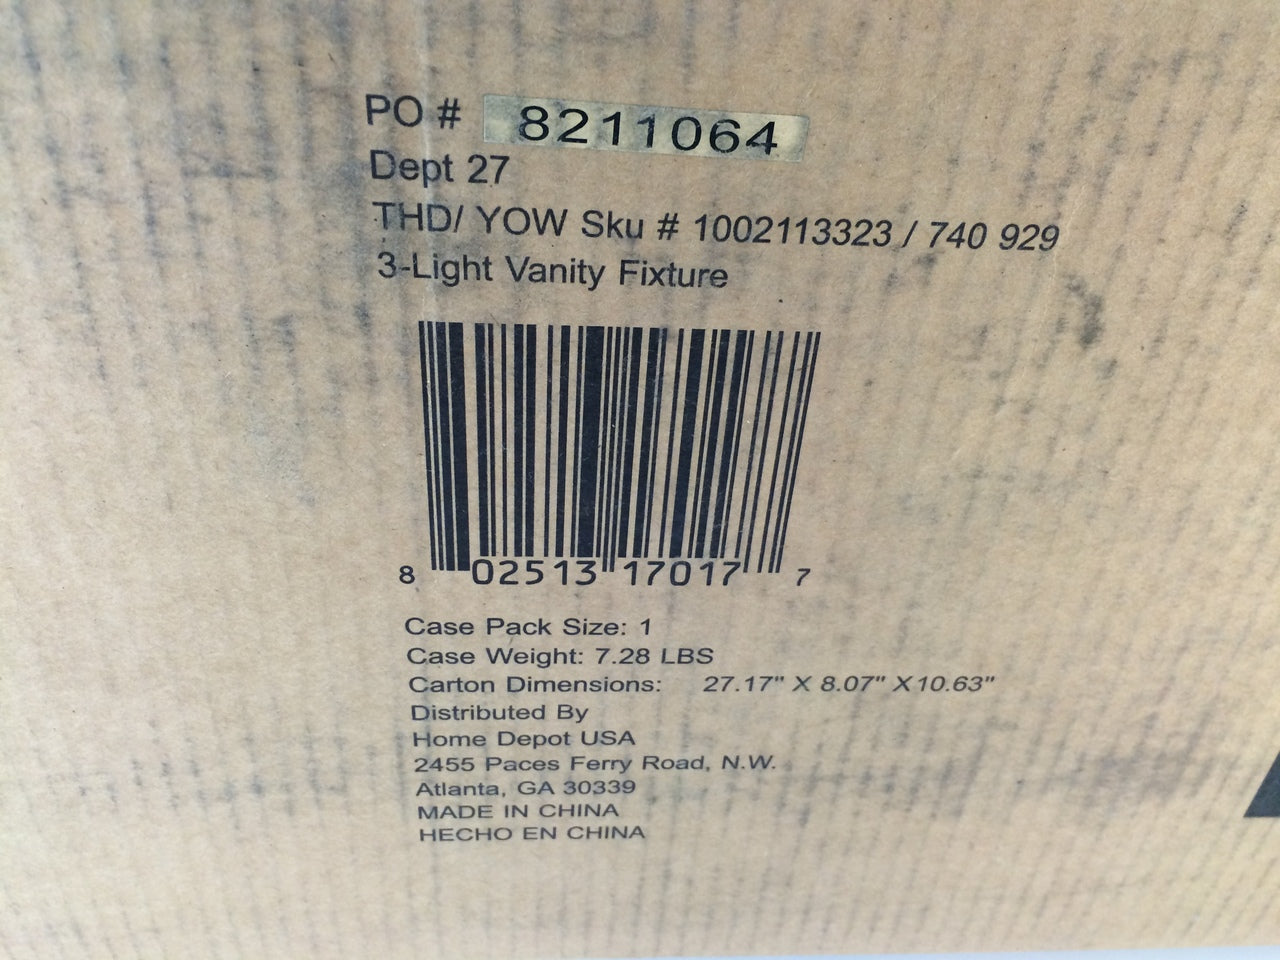 PO # 8211064
Dept 27
THD/ YOW Sku # 1002113323 / 740 929
3-Light Vanity Fixture
8 02513 17017 7
Case Pack Size: 1
Case Weight: 7.28 LBS
Carton Dimensions: 27.17" X 8.07" X10.63"
Distributed By
Home Depot USA
2455 Paces Ferry Road, N.W.
Atlanta, GA 30339
MADE IN CHINA
HECHO EN CHINA